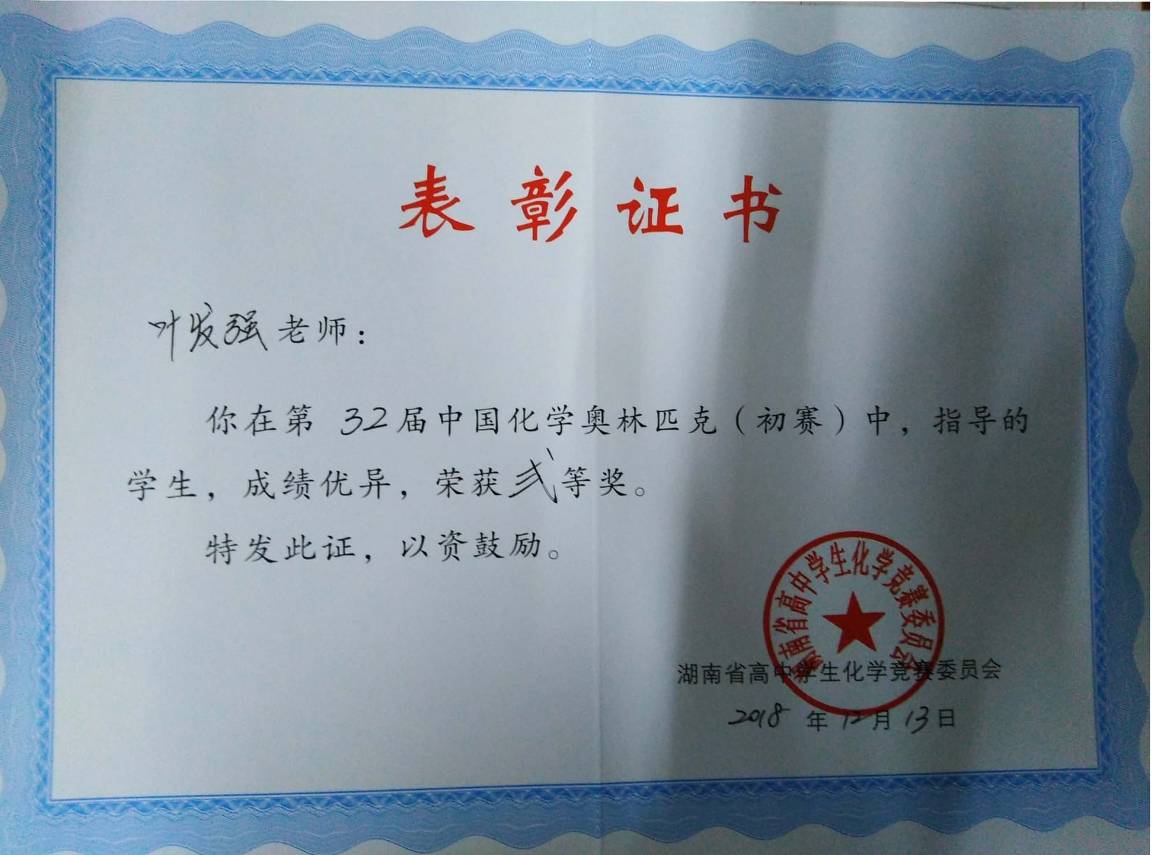 表彰证书
叶发强老师：
你在第32届中国化学奥林匹克（初赛）中，指导的
学生，成绩优异，荣获弍等奖。
特发此证，以资鼓励。
湖南省高中学生化学竞赛委员会
湖南省高中学生化学竞赛委员会
2018年12月13日